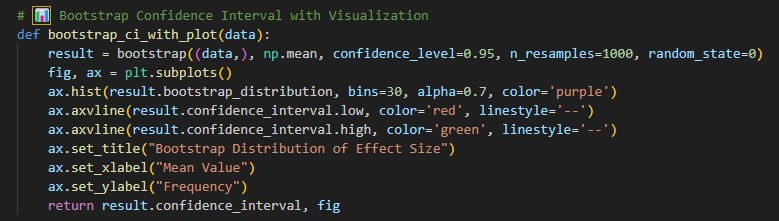 # 📊 Bootstrap Confidence Interval with Visualization
def bootstrap_ci_with_plot(data):
    result = bootstrap((data,), np.mean, confidence_level=0.95, n_resamples=1000, random_state=0)
    fig, ax = plt.subplots()
    ax.hist(result.bootstrap_distribution, bins=30, alpha=0.7, color='purple')
    ax.axvline(result.confidence_interval.low, color='red', linestyle='--')
    ax.axvline(result.confidence_interval.high, color='green', linestyle='--')
    ax.set_title("Bootstrap Distribution of Effect Size")
    ax.set_xlabel("Mean Value")
    ax.set_ylabel("Frequency")
    return result.confidence_interval, fig